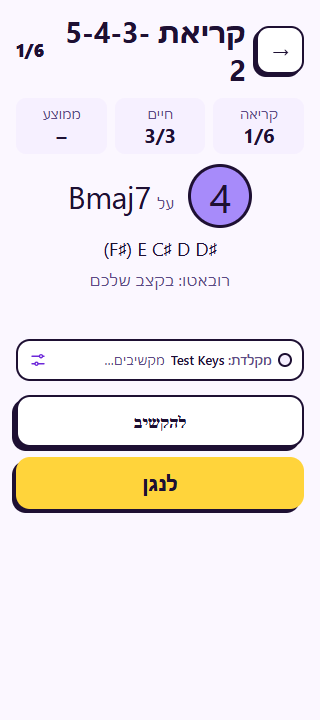 →
קריאת 5-4-3-
2
1/6
קריאה
1/6
חיים
3/3
ממוצע
–
4 על Bmaj7
(F♯) E C♯ D D♯
רובאטו: בקצב שלכם
מקלדת: Test Keys מקשיבים...
להקשיב
לנגן